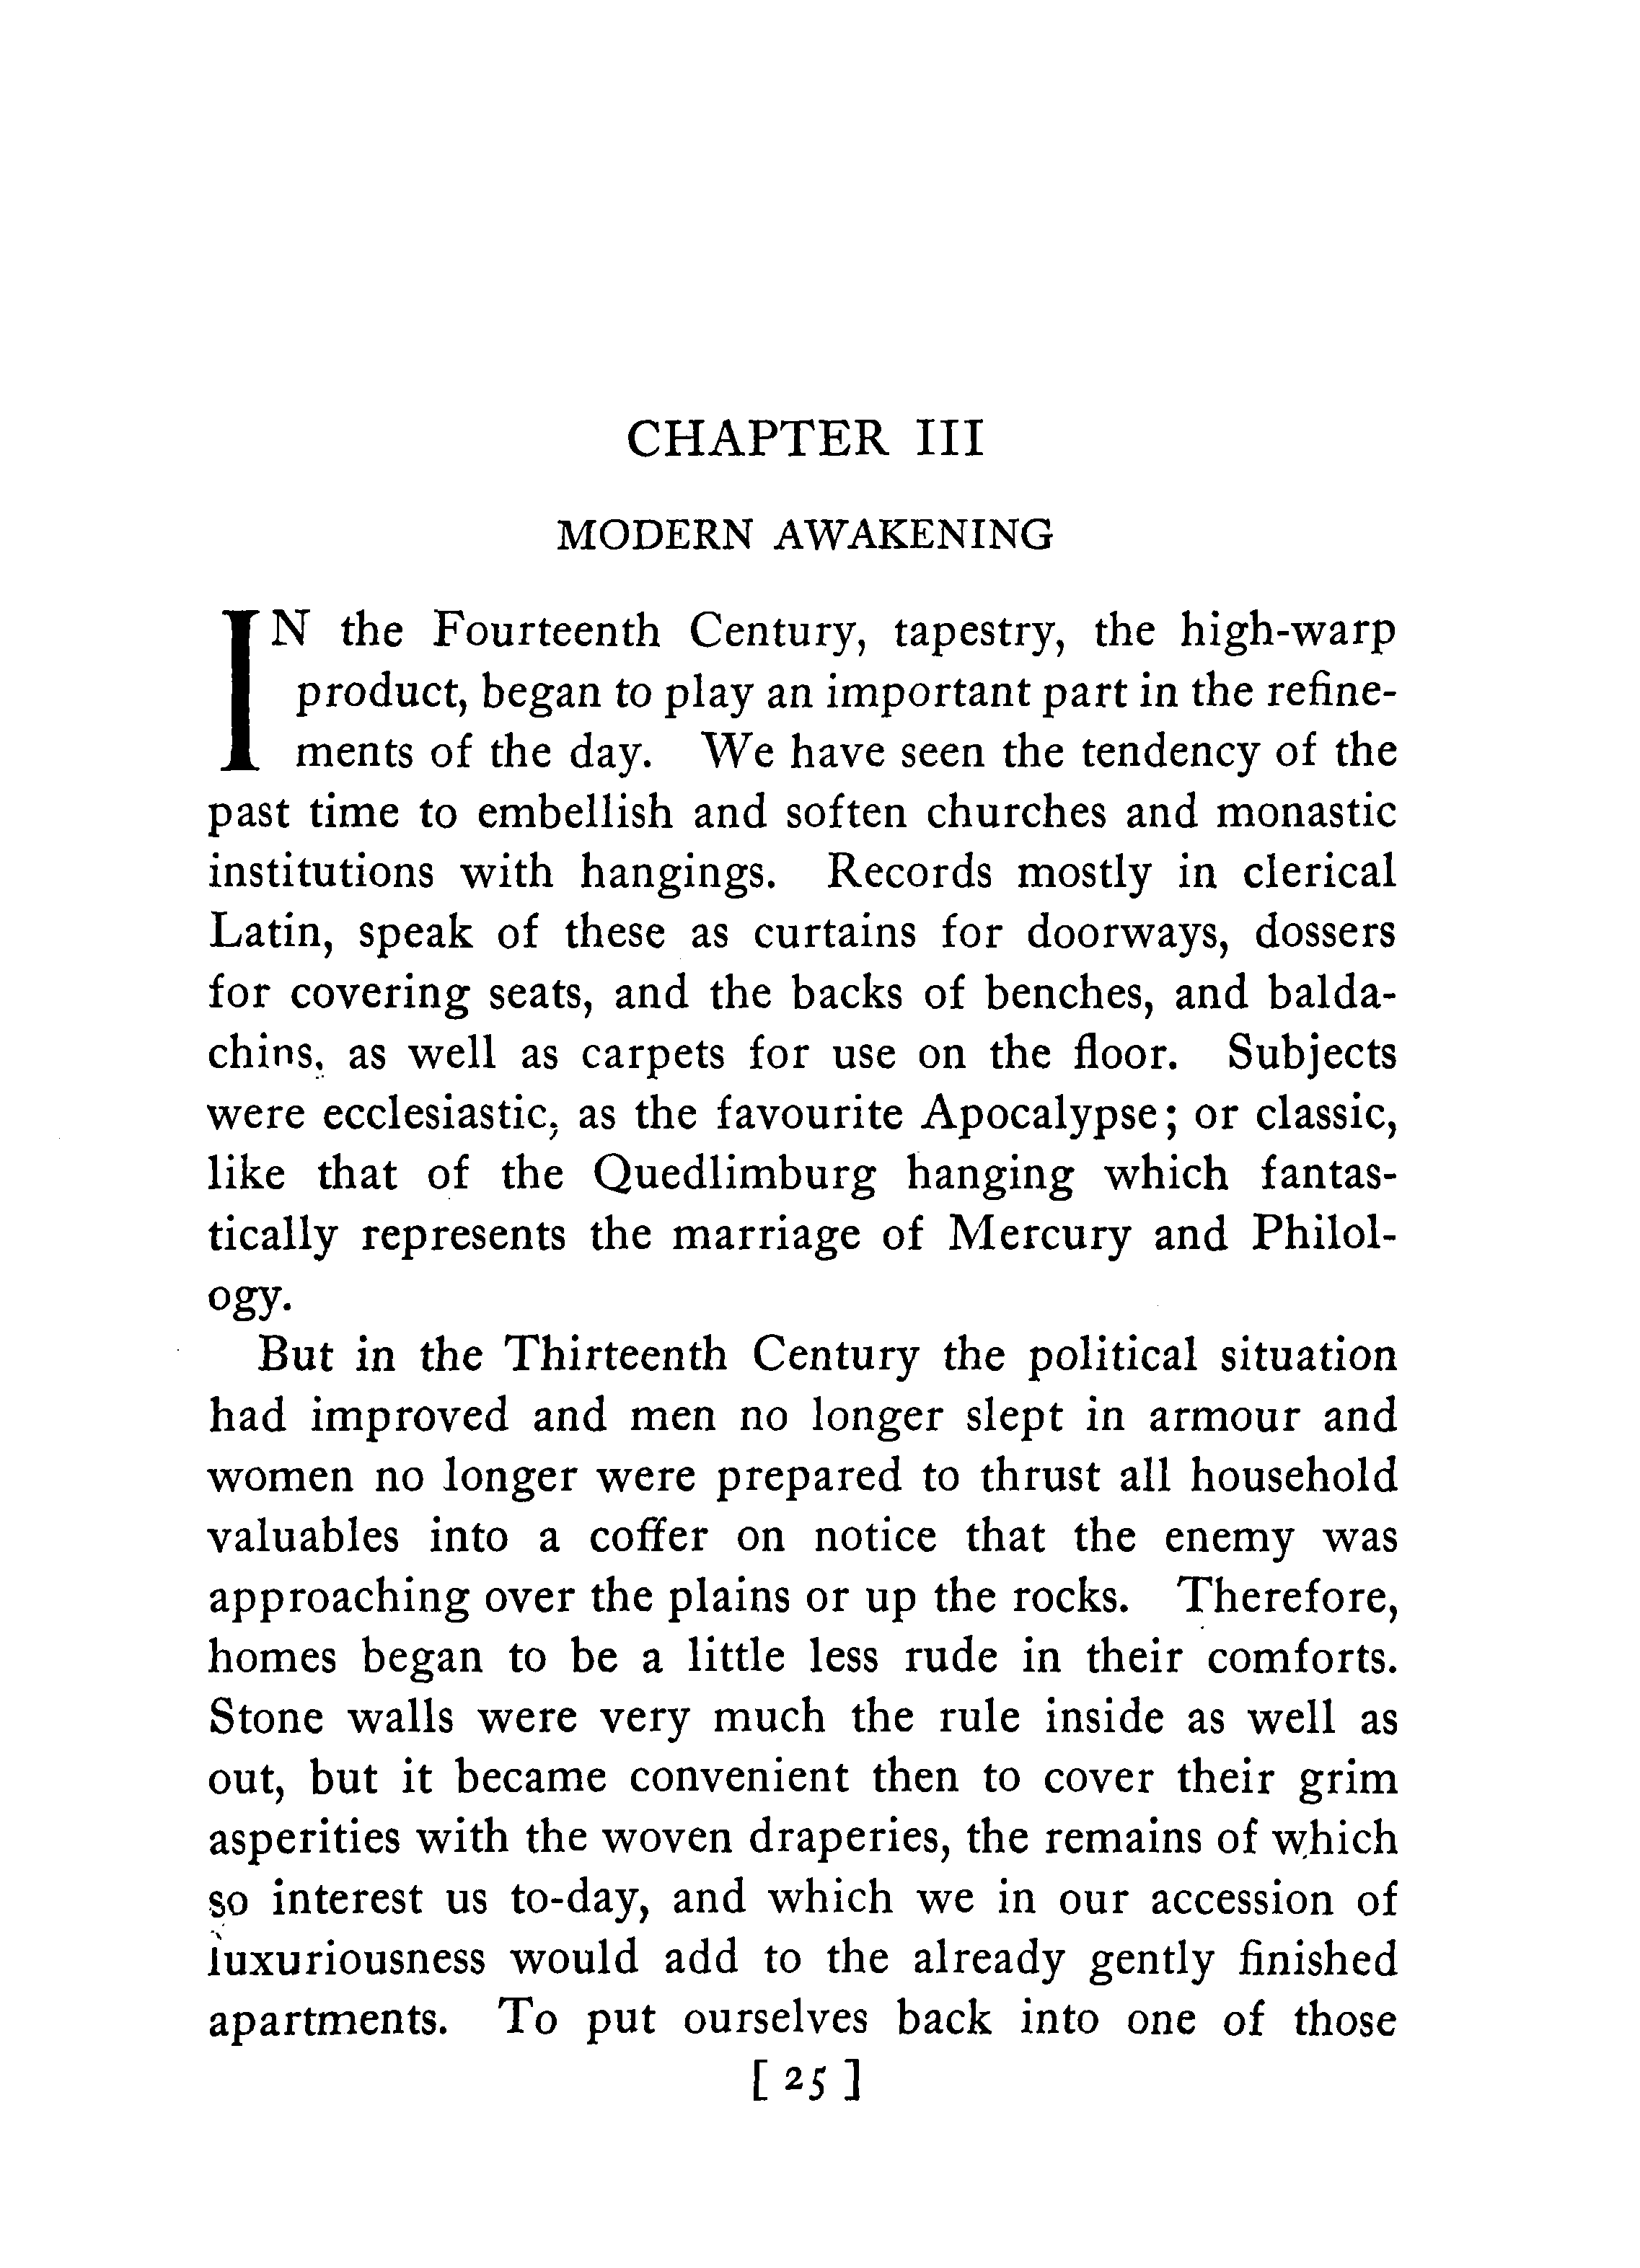 CHAPTER III
MODERN AWAKENING
IN the Fourteenth Century, tapestry, the high-warp
product, began to play an important part in the refine-
ments of the day. We have seen the tendency of the
past time to embellish and soften churches and monastic
institutions with hangings. Records mostly in clerical
Latin, speak of these as curtains for doorways, dossers
for covering seats, and the backs of benches, and balda-
chins, as well as carpets for use on the floor. Subjects
were ecclesiastic, as the favourite Apocalypse; or classic,
like that of the Quedlimburg hanging which fantas-
tically represents the marriage of Mercury and Philol-
ogy.
But in the Thirteenth Century the political situation
had improved and men no longer slept in armour and
women no longer were prepared to thrust all household
valuables into a coffer on notice that the enemy was
approaching over the plains or up the rocks. Therefore,
homes began to be a little less rude in their comforts.
Stone walls were very much the rule inside as well as
out, but it became convenient then to cover their grim
asperities with the woven draperies, the remains of which
so interest us to-day, and which we in our accession of
luxuriousness would add to the already gently finished
apartments. To put ourselves back into one of those
[ 25 ]